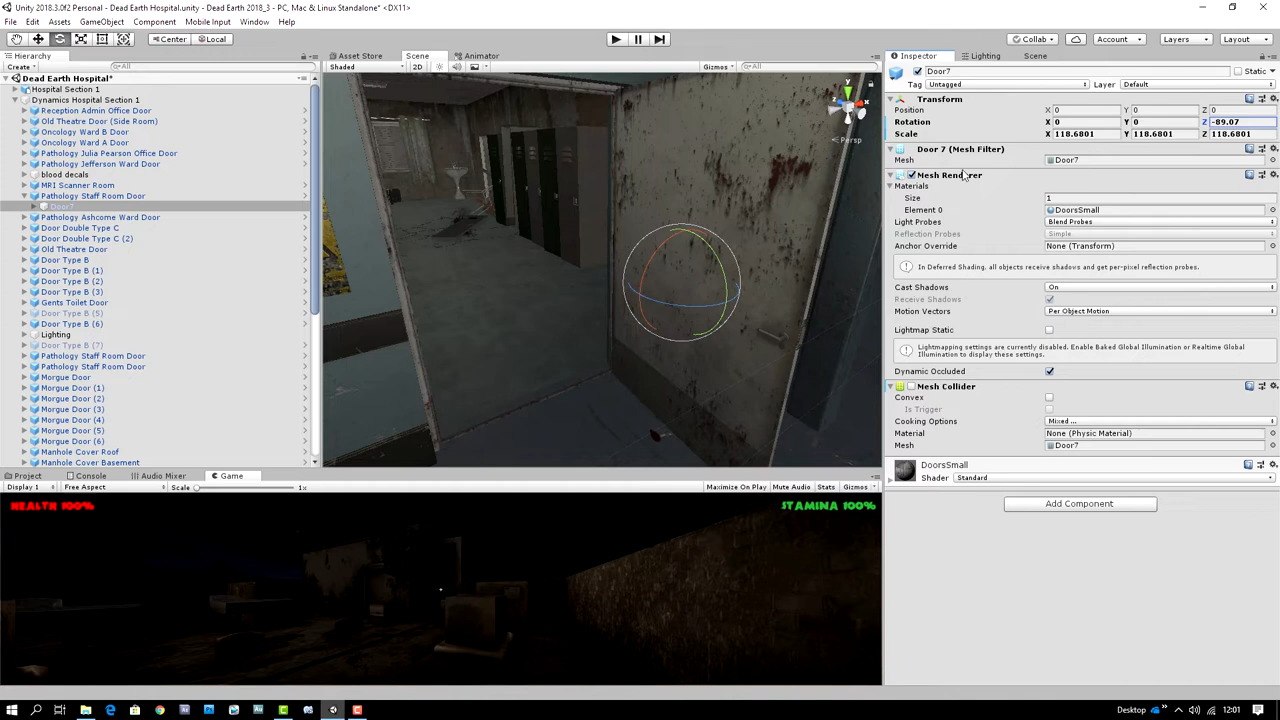 Unity 2018.3.0f2 Personal - Dead Earth Hospital.unity - Dead Earth 2018_3 - PC, Mac & Linux Standalone* <DX11>
File Edit Assets GameObject Component Mobile Input Window Help
Center Local Collab Account Layers Layout
Hierarchy Asset Store Scene Animator Inspector Lighting Scene
Create All Shaded 2D Gizmos All
Dead Earth Hospital*
Hospital Section 1
Dynamics Hospital Section 1
Reception Admin Office Door
Old Theatre Door (Side Room)
Oncology Ward B Door
Oncology Ward A Door
Pathology Julia Pearson Office Door
Pathology Jefferson Ward Door
blood decals
MRI Scanner Room
Pathology Staff Room Door
Door7
Pathology Ashcome Ward Door
Door Double Type C
Door Double Type C (2)
Old Theatre Door
Door Type B
Door Type B (1)
Door Type B (2)
Door Type B (3)
Gents Toilet Door
Door Type B (5)
Door Type B (6)
Lighting
Door Type B (7)
Pathology Staff Room Door
Pathology Staff Room Door
Morgue Door
Morgue Door (1)
Morgue Door (2)
Morgue Door (3)
Morgue Door (4)
Morgue Door (5)
Morgue Door (6)
Manhole Cover Roof
Manhole Cover Basement
y
x
z
Persp
Door7 Static
Tag Untagged Layer Default
Transform
Position X 0 Y 0 Z 0
Rotation X 0 Y 0 Z -89.07
Scale X 118.6801 Y 118.6801 Z 118.6801
Door 7 (Mesh Filter)
Mesh Door7
Mesh Renderer
Materials
Size 1
Element 0 DoorsSmall
Light Probes Blend Probes
Reflection Probes Simple
Anchor Override None (Transform)
In Deferred Shading, all objects receive shadows and get per-pixel reflection probes.
Cast Shadows On
Receive Shadows
Motion Vectors Per Object Motion
Lightmap Static
Lightmapping settings are currently disabled. Enable Baked Global Illumination or Realtime Global
Illumination to display these settings.
Dynamic Occluded
Mesh Collider
Convex
Is Trigger
Cooking Options Mixed ...
Material None (Physic Material)
Mesh Door7
DoorsSmall
Shader Standard
Add Component
Project Console Audio Mixer Game
Display 1 Free Aspect Scale 1x Maximize On Play Mute Audio Stats Gizmos
HEALTH 100% STAMINA 100%
Desktop 12:01